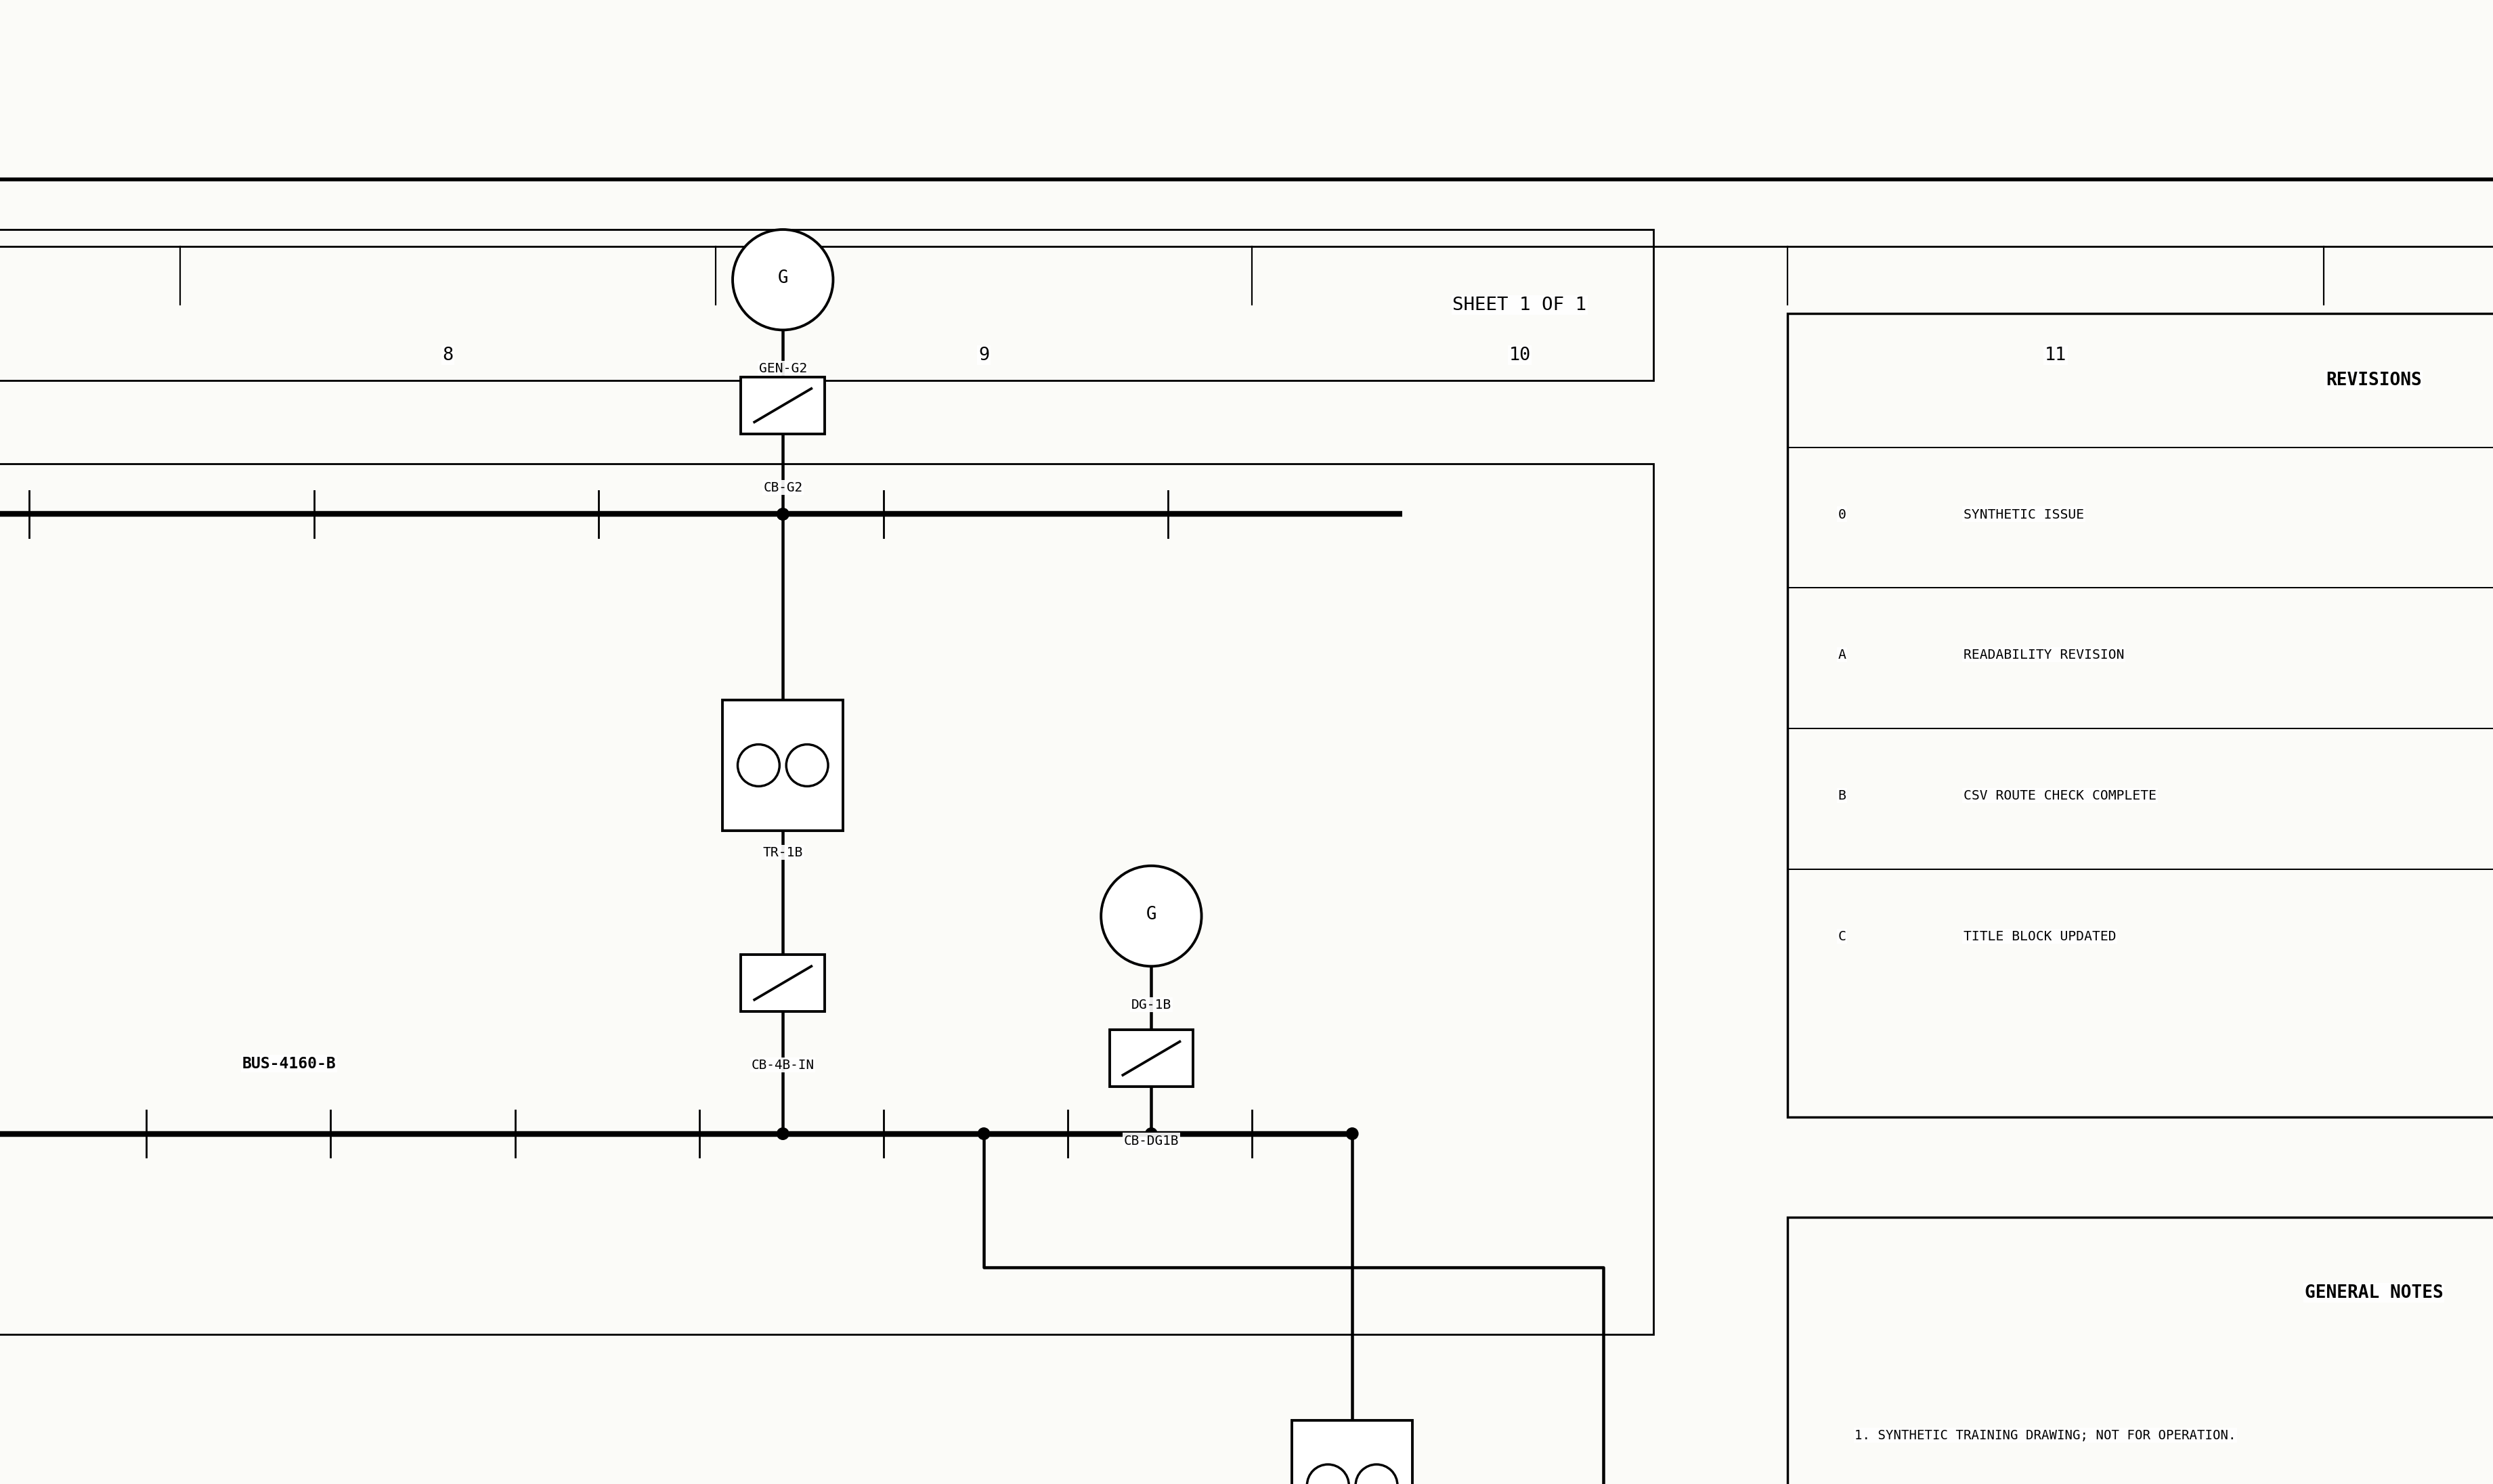 G
SHEET 1 OF 1
8
9
10
11
GEN-G2
REVISIONS
CB-G2
0 SYNTHETIC ISSUE
A READABILITY REVISION
B CSV ROUTE CHECK COMPLETE
TR-1B
G
C TITLE BLOCK UPDATED
DG-1B
BUS-4160-B
CB-4B-IN
CB-DG1B
GENERAL NOTES
1. SYNTHETIC TRAINING DRAWING; NOT FOR OPERATION.